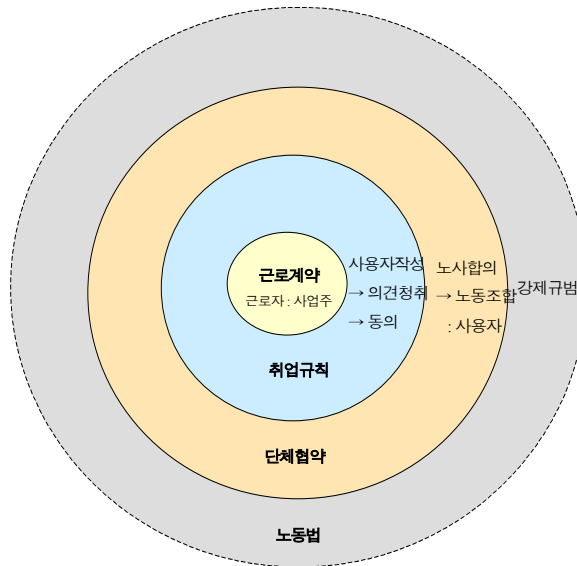 근로계약
근로자 : 사업주
사용자작성
→ 의견청취
→ 동의
노사합의
→ 노동조합
: 사용자
강제규범
취업규칙
단체협약
노동법